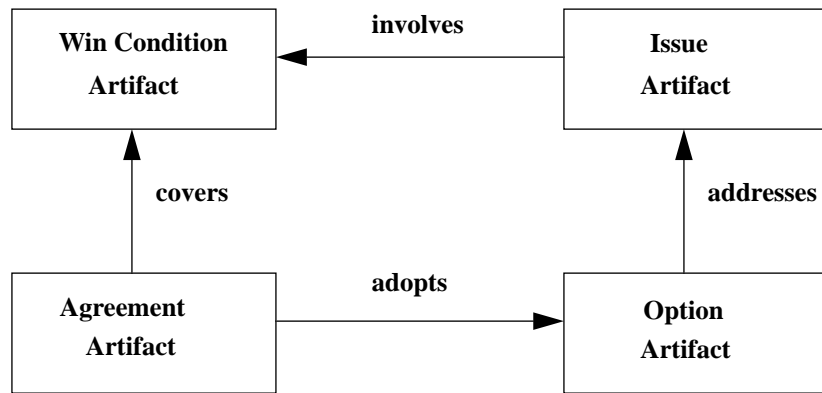 Win Condition
Artifact
involves
Issue
Artifact
covers
addresses
Agreement
Artifact
adopts
Option
Artifact